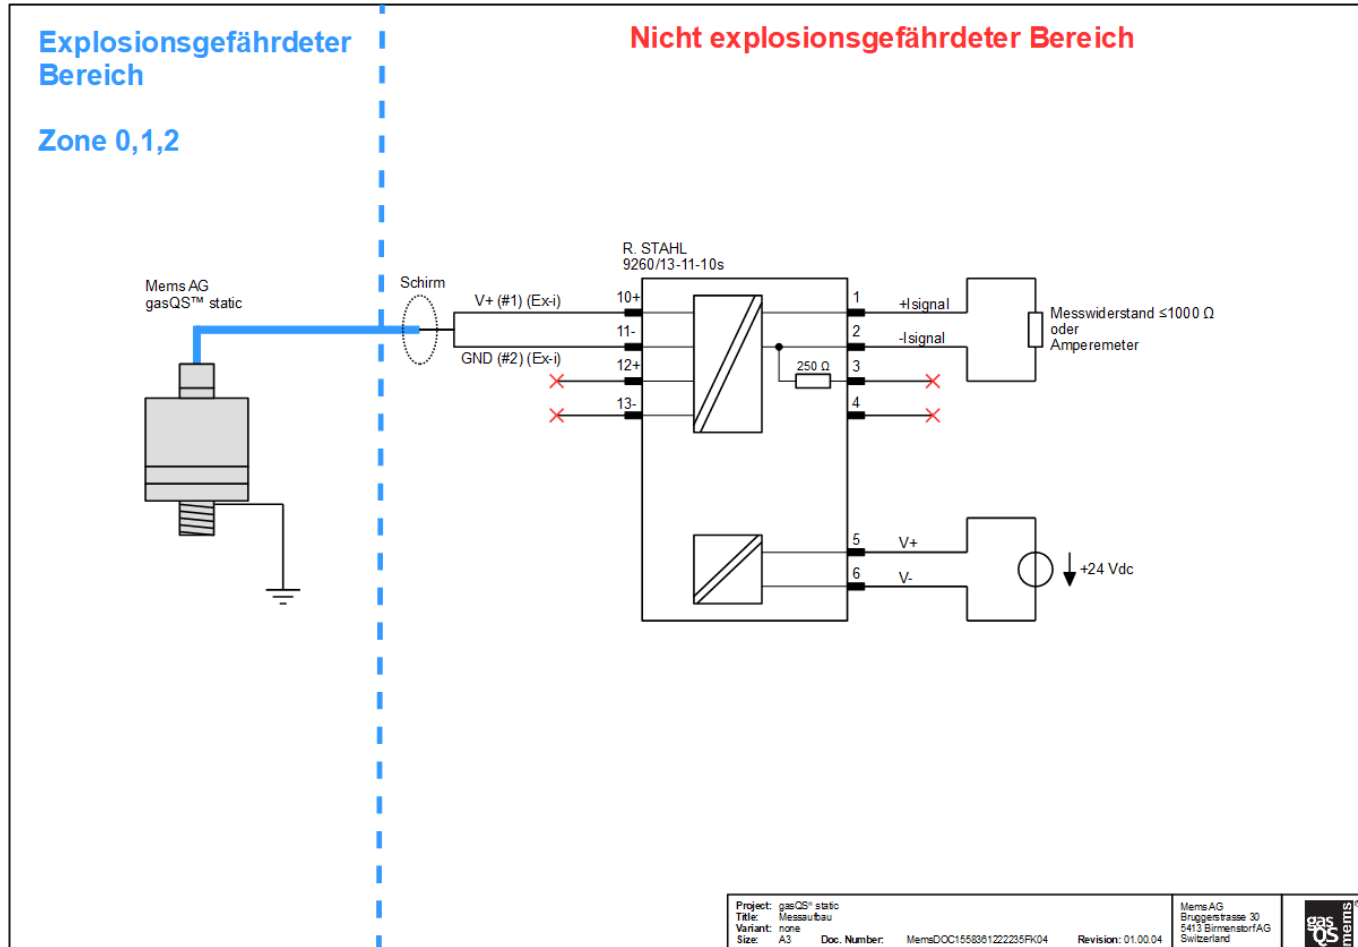 Explosionsgefährdeter
Bereich
Zone 0,1,2
Nicht explosionsgefährdeter Bereich
Mems AG
gasQS™ static
Schirm
V+ (#1) (Ex-i)
GND (#2) (Ex-i)
R. STAHL
9260/13-11-10s
10+
11-
12+
13-
1
2
3
4
5
6
250 Ω
+Isignal
-Isignal
Messwiderstand ≤1000 Ω
oder
Amperemeter
V+
V-
+24 Vdc
Project: gasQS® static
Title: Messaufbau
Variant: none
Size: A3 Doc. Number: MemsDOC1558361222235FK04 Revision: 01.00.04
Mems AG
Bruggerstrasse 30
5413 Birmenstorf AG
Switzerland
gas
QS
mems